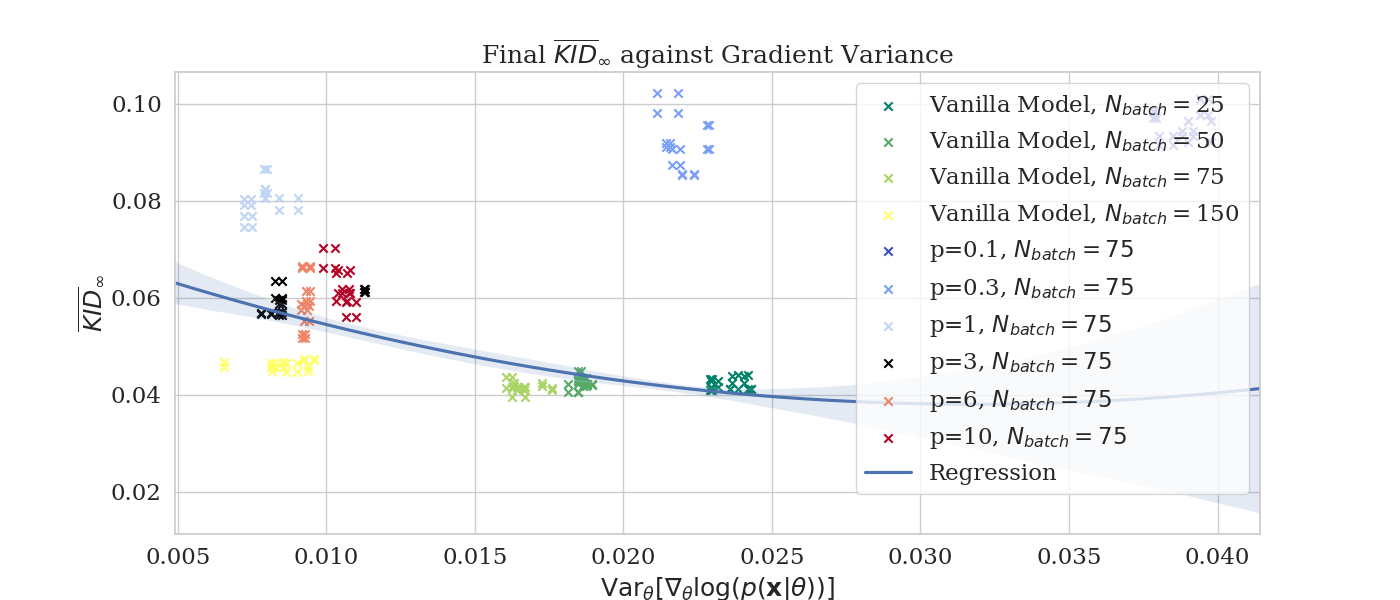 Final $\overline{KID}_\infty$ against Gradient Variance
$\overline{KID}_\infty$
0.10
0.08
0.06
0.04
0.02
Vanilla Model, $N_{batch} = 25$
Vanilla Model, $N_{batch} = 50$
Vanilla Model, $N_{batch} = 75$
Vanilla Model, $N_{batch} = 150$
p=0.1, $N_{batch} = 75$
p=0.3, $N_{batch} = 75$
p=1, $N_{batch} = 75$
p=3, $N_{batch} = 75$
p=6, $N_{batch} = 75$
p=10, $N_{batch} = 75$
Regression
0.005 0.010 0.015 0.020 0.025 0.030 0.035 0.040
$\mathrm{Var}_\theta[\nabla_\theta \log(p(\mathbf{x}|\theta))]$